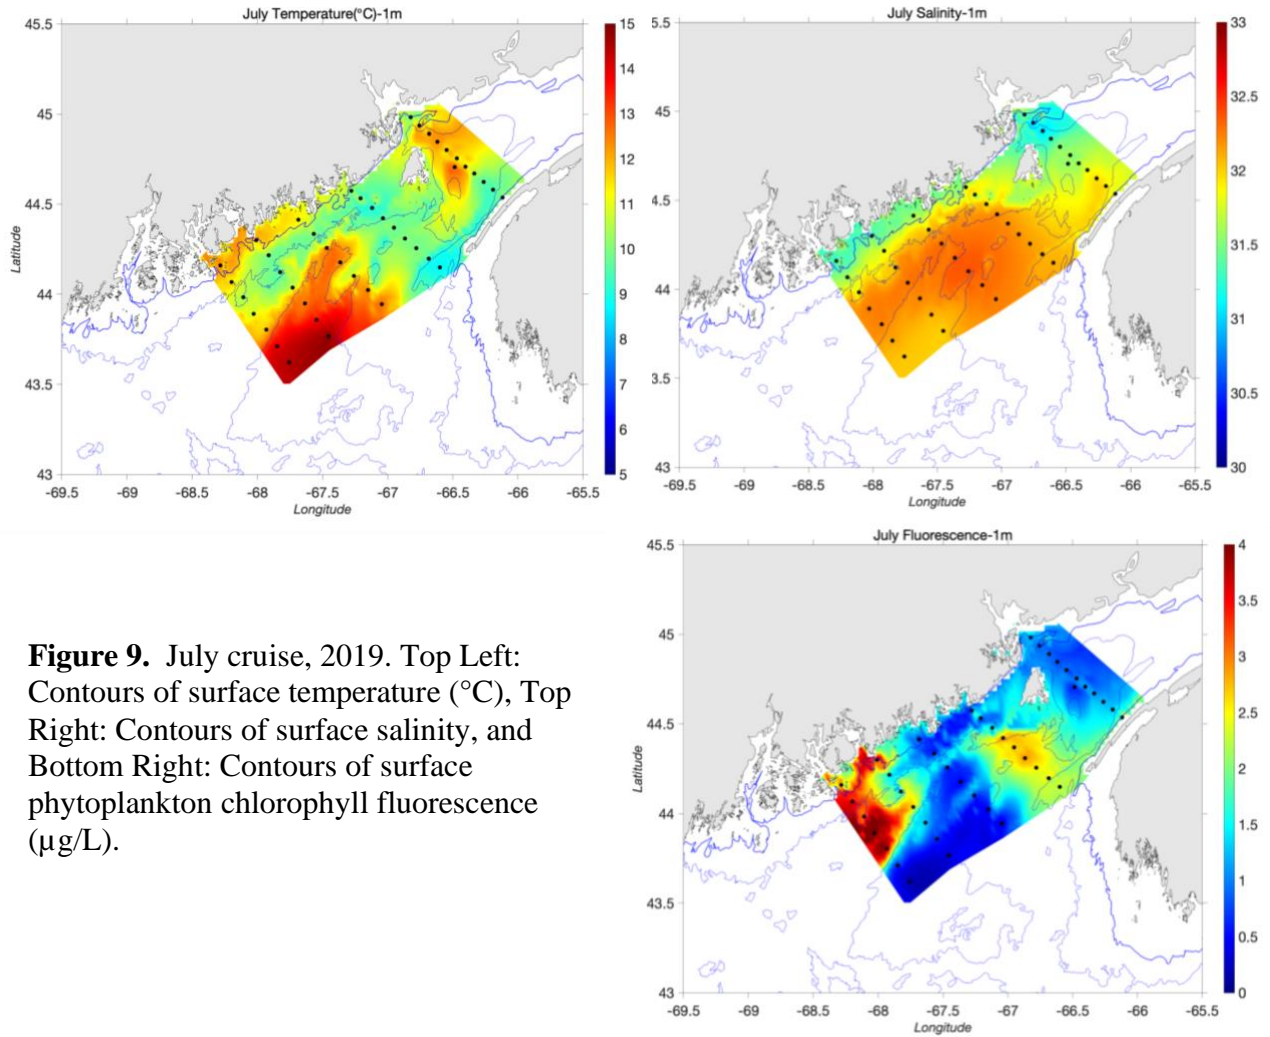 July Temperature(°C)-1m
45.5
45
44.5
44
43.5
43
Latitude
-69.5 -69 -68.5 -68 -67.5 -67 -66.5 -66 -65.5
Longitude
15
14
13
12
11
10
9
8
7
6
5
July Salinity-1m
5.5
45
4.5
44
3.5
43
-69.5 -69 -68.5 -68 -67.5 -67 -66.5 -66 -65.5
Longitude
33
32.5
32
31.5
31
30.5
30
Figure 9. July cruise, 2019. Top Left:
Contours of surface temperature (°C), Top
Right: Contours of surface salinity, and
Bottom Right: Contours of surface
phytoplankton chlorophyll fluorescence
(µg/L).
July Fluorescence-1m
45.5
45
44.5
44
43.5
43
Latitude
-69.5 -69 -68.5 -68 -67.5 -67 -66.5 -66 -65.5
Longitude
4
3.5
3
2.5
2
1.5
1
0.5
0